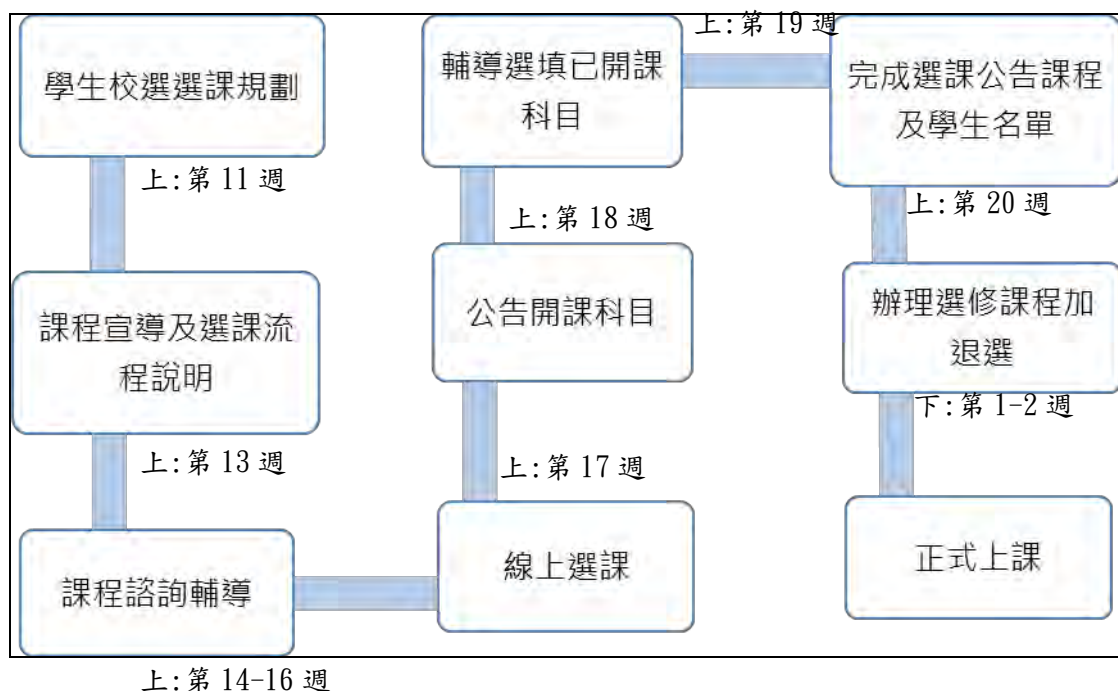 學生校選選課規劃
上:第 11 週
課程宣導及選課流
程說明
上:第 13 週
課程諮詢輔導
上:第 14-16 週
線上選課
上:第 17 週
公告開課科目
上:第 18 週
輔導選填已開課
科目
上:第 19 週
完成選課公告課程
及學生名單
上:第 20 週
辦理選修課程加
退選
下:第 1-2 週
正式上課